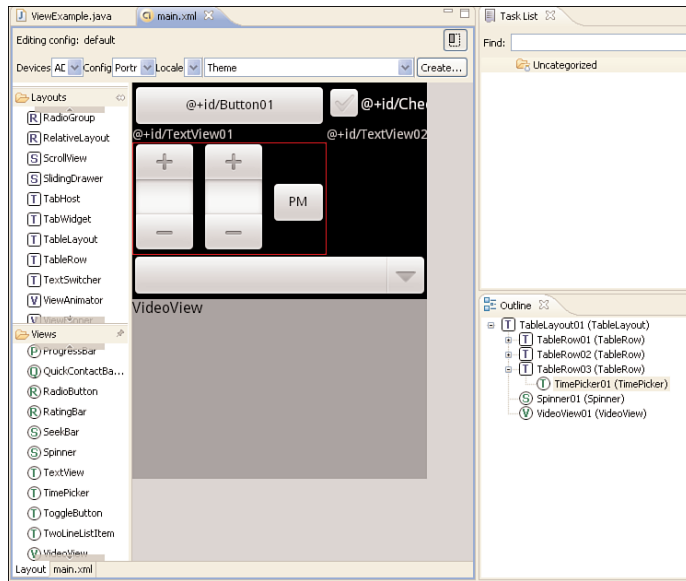 ViewExample.java
main.xml
Editing config: default
Devices AD Config Portr Locale Theme Create...
Layouts
RadioGroup
RelativeLayout
ScrollView
SlidingDrawer
TabHost
TabWidget
TableLayout
TableRow
TextSwitcher
ViewAnimator
ViewFlipper
Views
ProgressBar
QuickContactBa...
RadioButton
RatingBar
SeekBar
Spinner
TextView
TimePicker
ToggleButton
TwoLineListItem
VideoView
Layout main.xml
@+id/Button01
@+id/Che
@+id/TextView01
@+id/TextView02
PM
VideoView
Task List
Find:
Uncategorized
Outline
TableLayout01 (TableLayout)
TableRow01 (TableRow)
TableRow02 (TableRow)
TableRow03 (TableRow)
TimePicker01 (TimePicker)
Spinner01 (Spinner)
VideoView01 (VideoView)